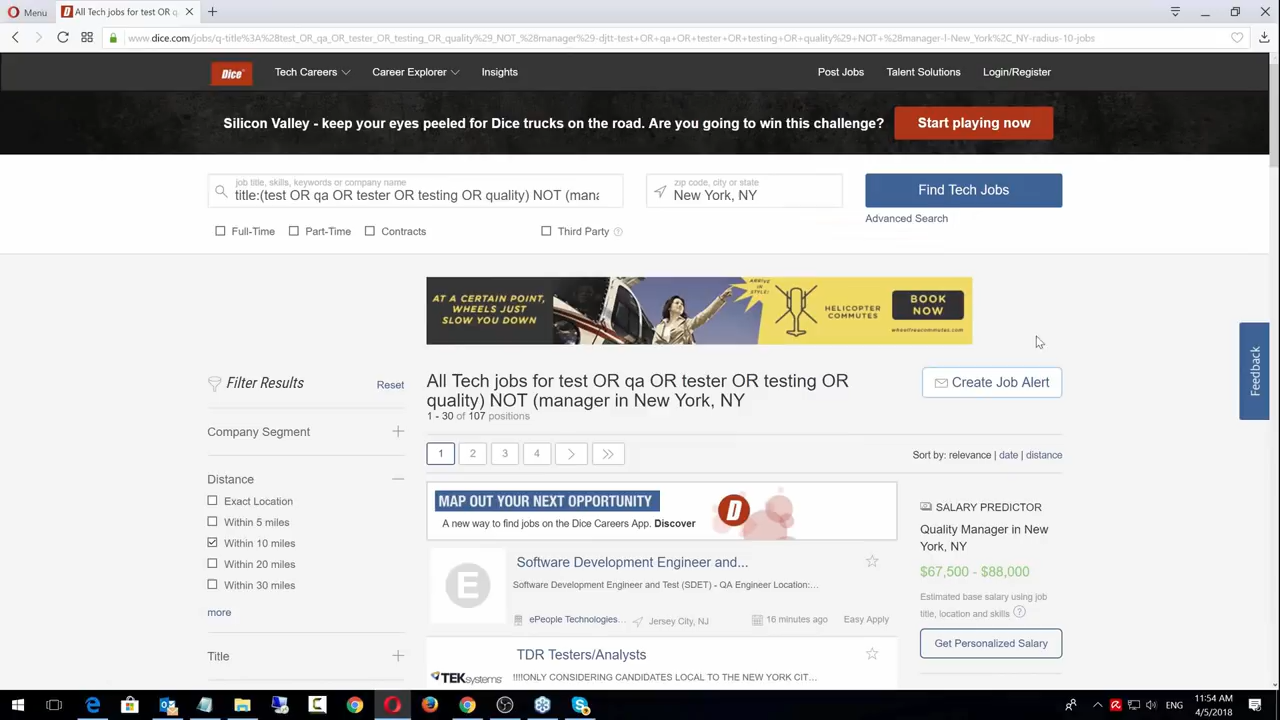 Menu
All Tech jobs for test OR q
www.dice.com/jobs/q-title%3A%28test_OR_qa_OR_tester_OR_testing_OR_quality%29_NOT_%28manager%29-djtt-test+OR+qa+OR+tester+OR+testing+OR+quality%29+NOT+%28manager-l-New_York%2C_NY-radius-10-jobs
Dice
Tech Careers
Career Explorer
Insights
Post Jobs
Talent Solutions
Login/Register
Silicon Valley - keep your eyes peeled for Dice trucks on the road. Are you going to win this challenge?
Start playing now
job title, skills, keywords or company name
title:(test OR qa OR tester OR testing OR quality) NOT (mana
zip code, city or state
New York, NY
Find Tech Jobs
Advanced Search
Full-Time
Part-Time
Contracts
Third Party
AT A CERTAIN POINT,
WHEELS JUST
SLOW YOU DOWN
ARRIVE
IN
STYLE!
HELICOPTER
COMMUTES
BOOK
NOW
wheelfreecommutes.com
Filter Results
Reset
All Tech jobs for test OR qa OR tester OR testing OR
quality) NOT (manager in New York, NY
1 - 30 of 107 positions
Create Job Alert
Company Segment
1 2 3 4
Sort by: relevance | date | distance
Distance
Exact Location
Within 5 miles
Within 10 miles
Within 20 miles
Within 30 miles
more
Title
MAP OUT YOUR NEXT OPPORTUNITY
A new way to find jobs on the Dice Careers App. Discover
D
SALARY PREDICTOR
Quality Manager in New
York, NY
$67,500 - $88,000
Estimated base salary using job
title, location and skills
Get Personalized Salary
E
Software Development Engineer and...
Software Development Engineer and Test (SDET) - QA Engineer Location:...
ePeople Technologies...
Jersey City, NJ
16 minutes ago
Easy Apply
TDR Testers/Analysts
TEKsystems
!!!!ONLY CONSIDERING CANDIDATES LOCAL TO THE NEW YORK CIT...
Feedback
ENG
11:54 AM
4/5/2018